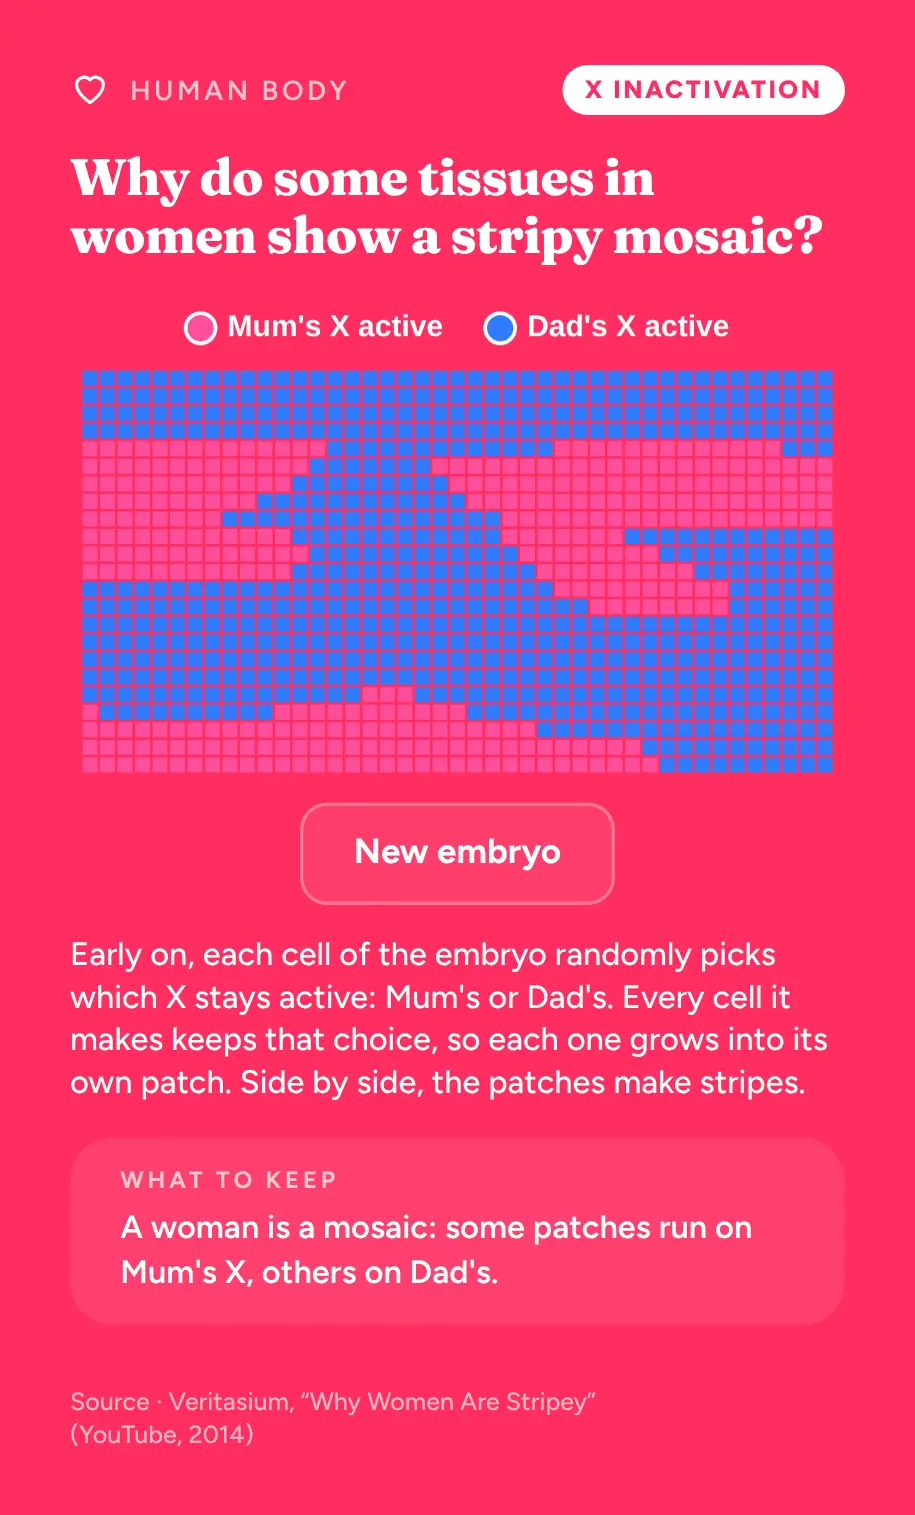 HUMAN BODY
X INACTIVATION
Why do some tissues in
women show a stripy mosaic?
Mum's X active
Dad's X active
New embryo
Early on, each cell of the embryo randomly picks
which X stays active: Mum's or Dad's. Every cell it
makes keeps that choice, so each one grows into its
own patch. Side by side, the patches make stripes.
WHAT TO KEEP
A woman is a mosaic: some patches run on
Mum's X, others on Dad's.
Source · Veritasium, “Why Women Are Stripey”
(YouTube, 2014)